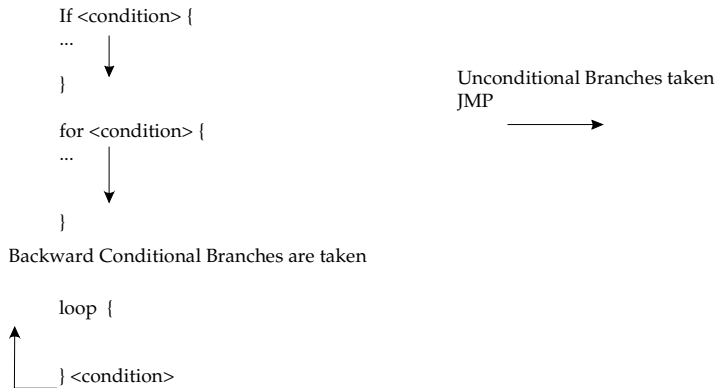 If <condition> {
...
}
for <condition> {
...
}
Unconditional Branches taken
JMP
Backward Conditional Branches are taken
loop {
} <condition>